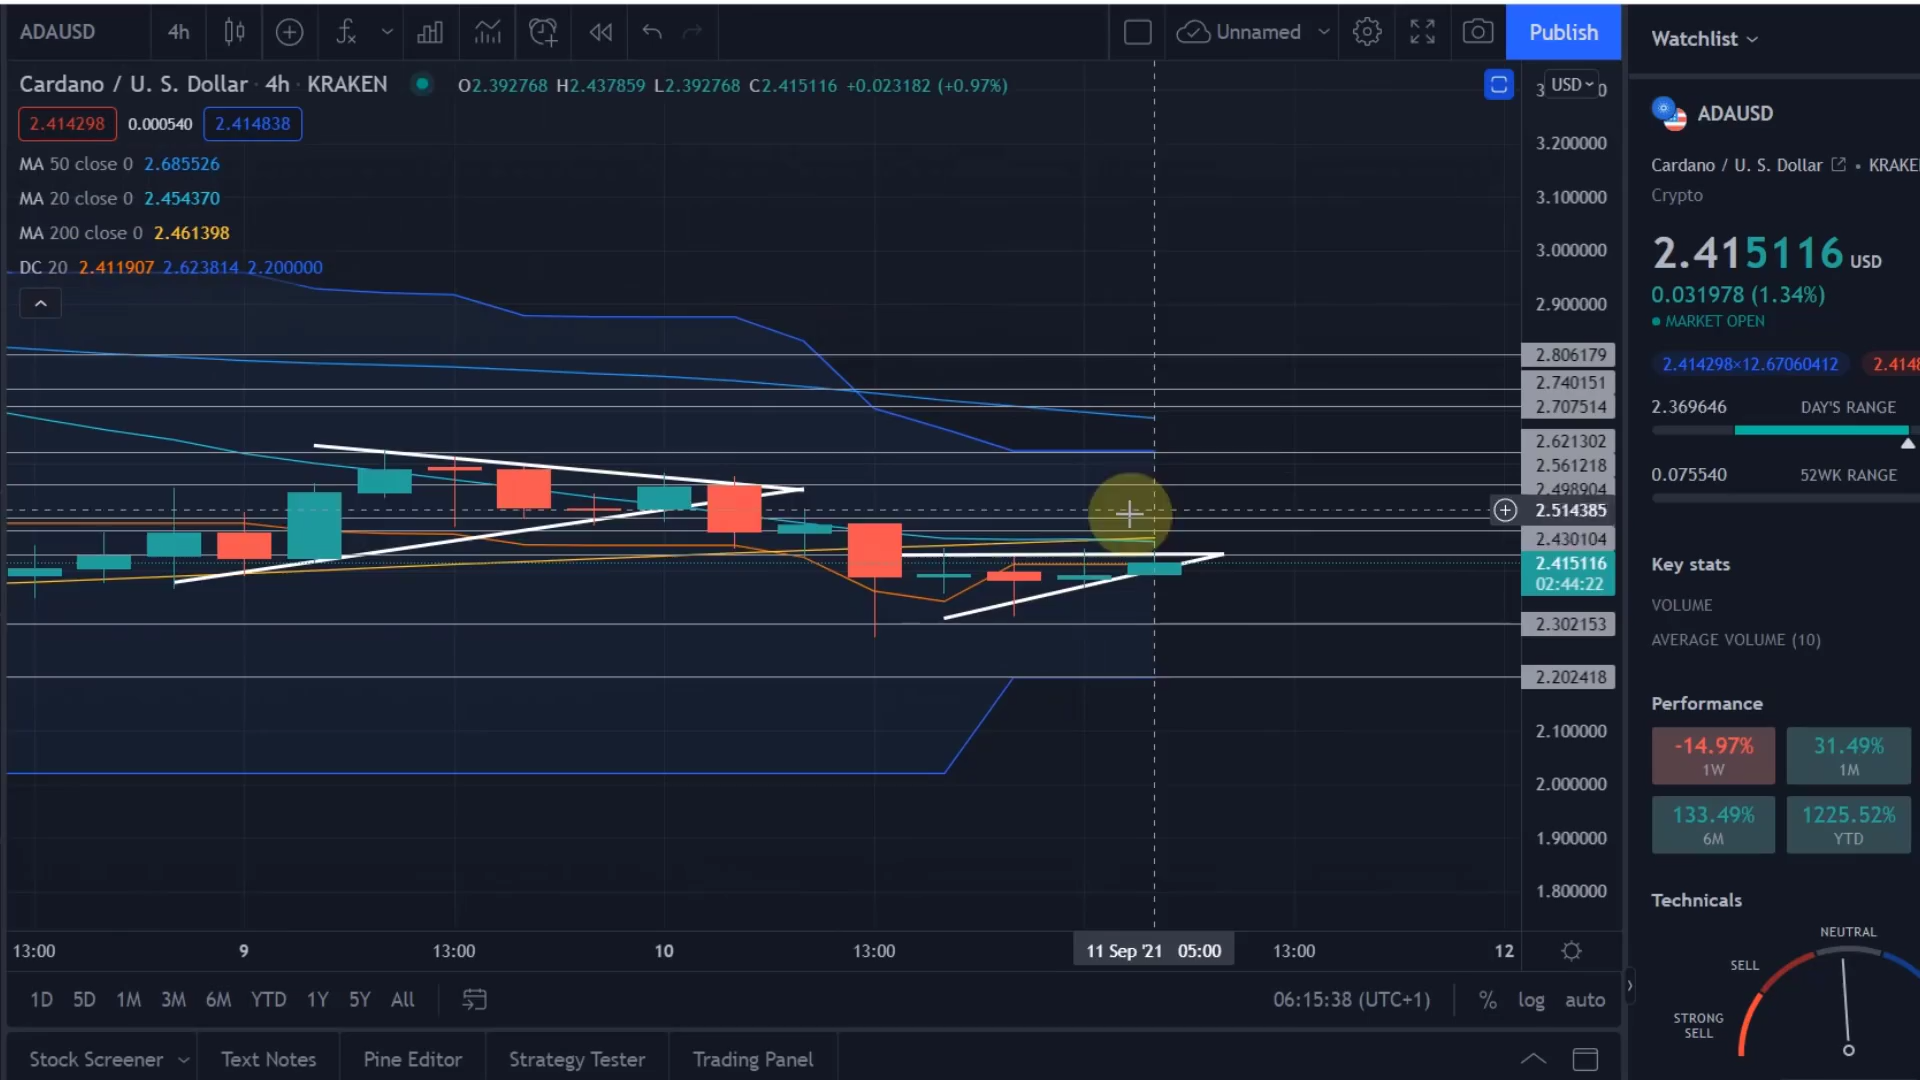 ADAUSD 4h Unnamed Publish
Watchlist
Cardano / U. S. Dollar · 4h · KRAKEN O2.392768 H2.437859 L2.392768 C2.415116 +0.023182 (+0.97%)
2.414298 0.000540 2.414838
MA 50 close 0 2.685526
MA 20 close 0 2.454370
MA 200 close 0 2.461398
DC 20 2.411907 2.623814 2.200000
USD
3.200000
3.100000
3.000000
2.900000
2.806179
2.740151
2.707514
2.621302
2.561218
2.498904
2.514385
2.430104
2.415116
02:44:22
2.302153
2.202418
2.100000
2.000000
1.900000
1.800000
13:00 9 13:00 10 13:00 11 Sep '21 05:00 13:00 12
1D 5D 1M 3M 6M YTD 1Y 5Y All 06:15:38 (UTC+1) % log auto
Stock Screener Text Notes Pine Editor Strategy Tester Trading Panel
ADAUSD
Cardano / U. S. Dollar • KRAKE
Crypto
2.415116 USD
0.031978 (1.34%)
MARKET OPEN
2.414298×12.67060412 2.4148
2.369646 DAY'S RANGE
0.075540 52WK RANGE
Key stats
VOLUME
AVERAGE VOLUME (10)
Performance
-14.97% 31.49%
1W 1M
133.49% 1225.52%
6M YTD
Technicals
NEUTRAL
SELL
STRONG
SELL